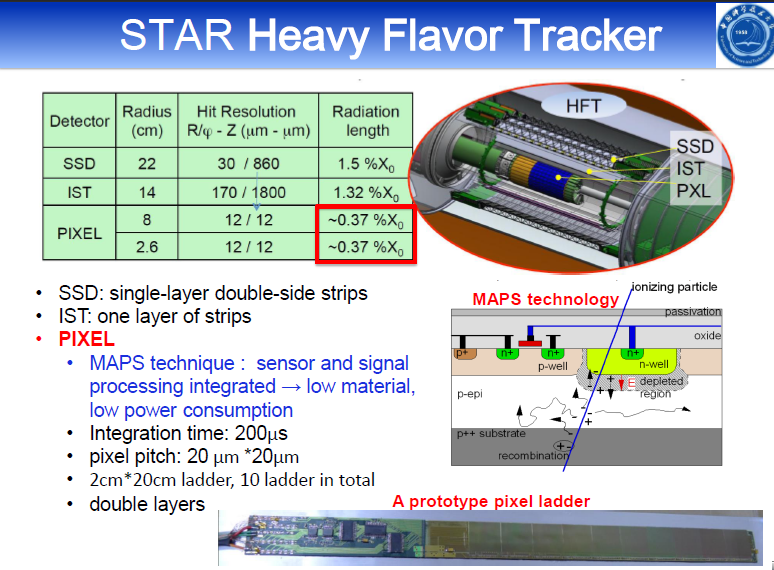 STAR Heavy Flavor Tracker
1958
Detector Radius (cm) Hit Resolution R/φ - Z (μm - μm) Radiation length
SSD 22 30 / 860 1.5 %X₀
IST 14 170 / 1800 1.32 %X₀
PIXEL 8 12 / 12 ~0.37 %X₀
2.6 12 / 12 ~0.37 %X₀
HFT
SSD
IST
PXL
• SSD: single-layer double-side strips
• IST: one layer of strips
• PIXEL
• MAPS technique : sensor and signal
processing integrated → low material,
low power consumption
• Integration time: 200μs
• pixel pitch: 20 μm *20μm
• 2cm*20cm ladder, 10 ladder in total
• double layers
MAPS technology
ionizing particle
passivation
oxide
p+ n+ n+ n+
p-well
n-well
E
depleted
region
p-epi
p++ substrate
recombination
A prototype pixel ladder